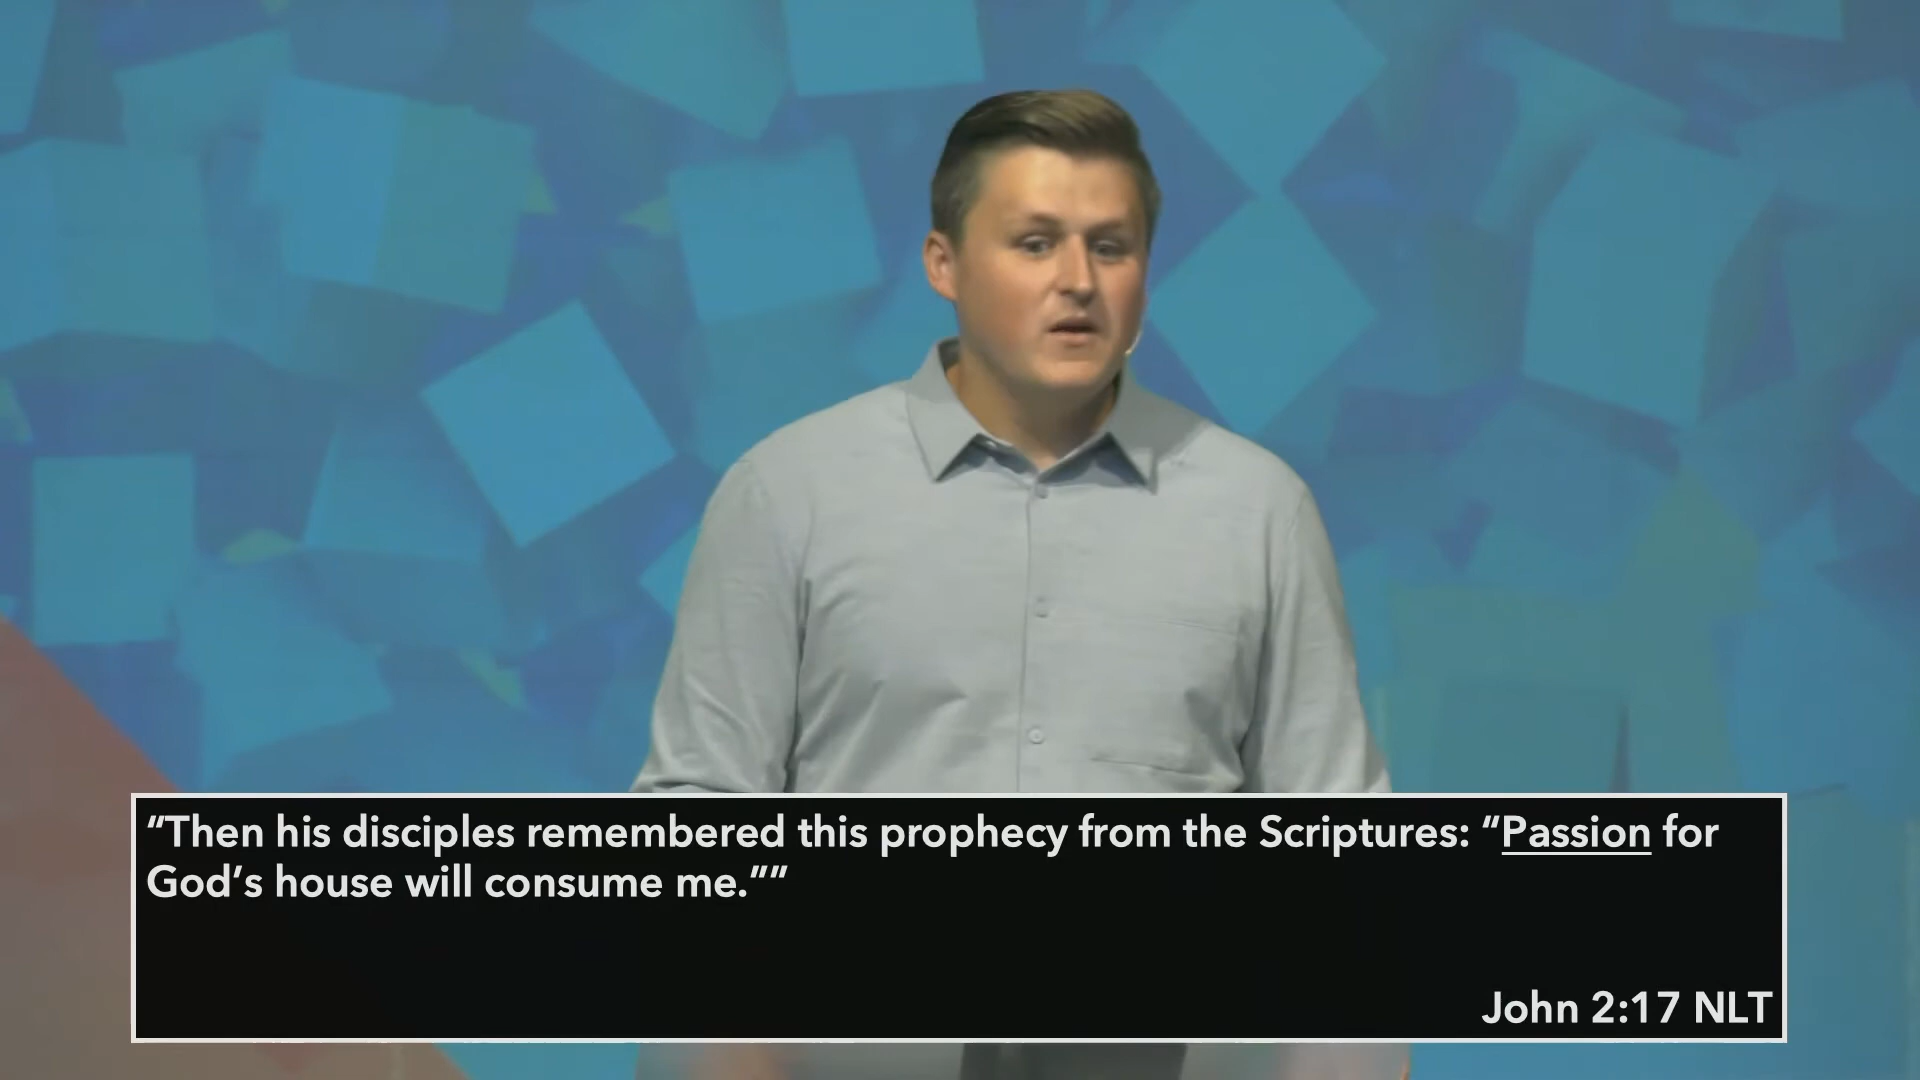 “Then his disciples remembered this prophecy from the Scriptures: “Passion for
God’s house will consume me.””
John 2:17 NLT